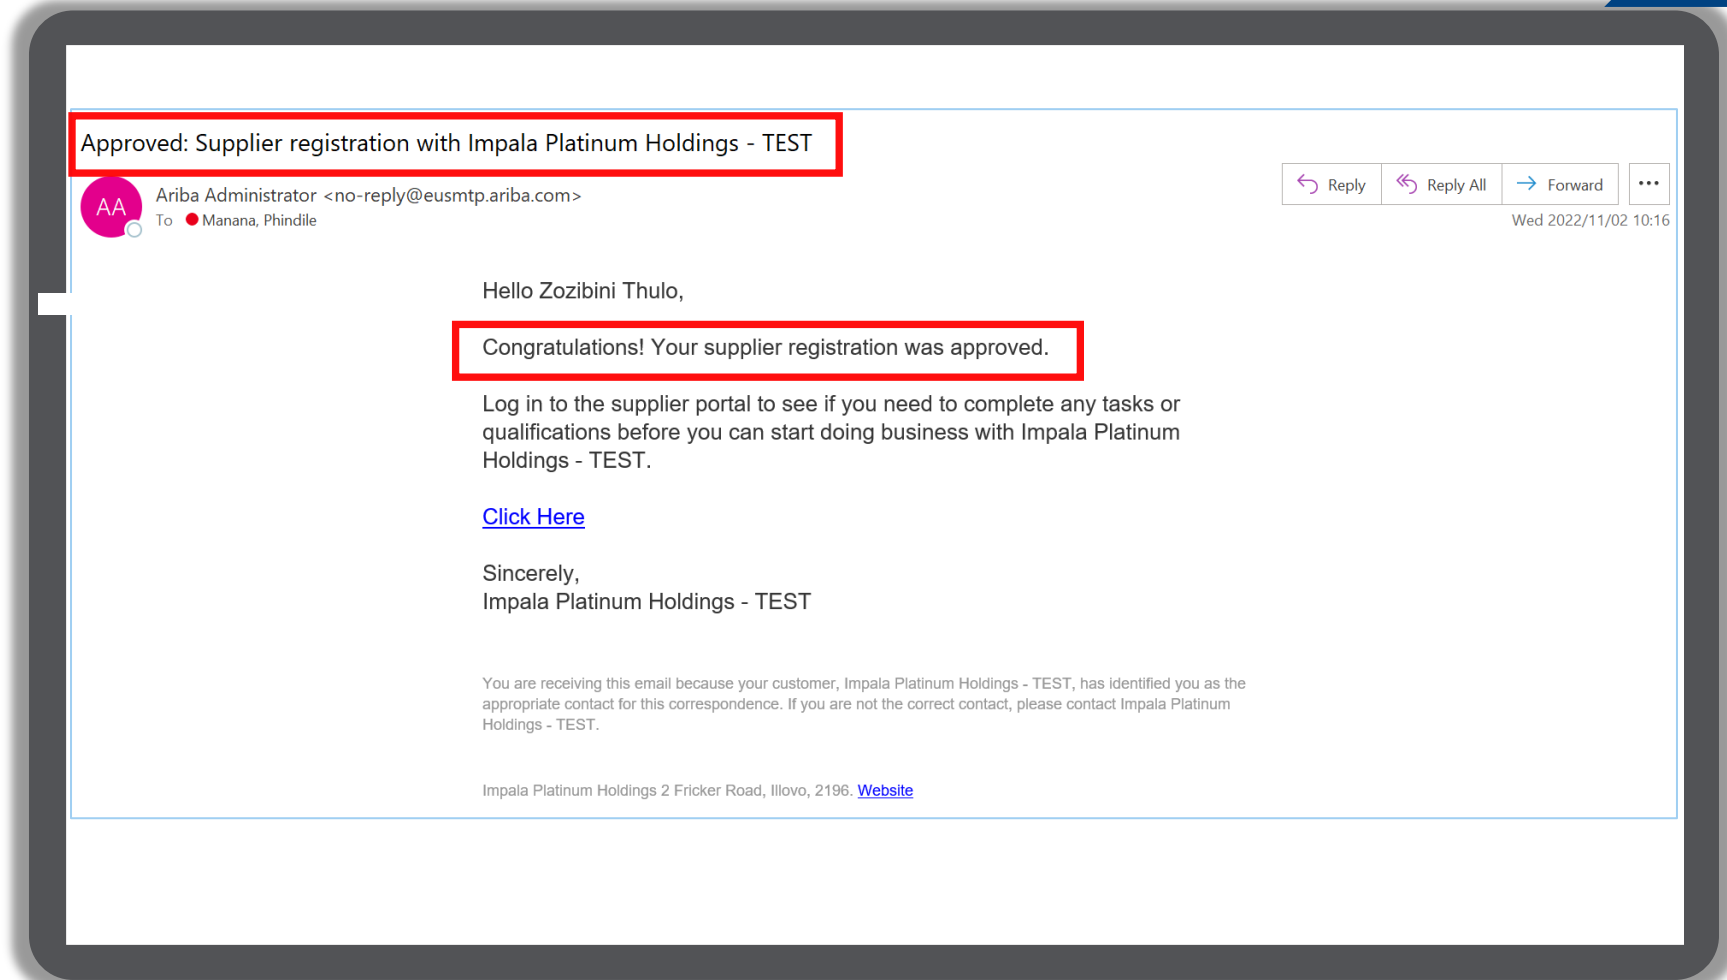 Approved: Supplier registration with Impala Platinum Holdings - TEST
AA
Ariba Administrator <no-reply@eusmtp.ariba.com>
To Manana, Phindile
Reply
Reply All
Forward
Wed 2022/11/02 10:16
Hello Zozibini Thulo,
Congratulations! Your supplier registration was approved.
Log in to the supplier portal to see if you need to complete any tasks or
qualifications before you can start doing business with Impala Platinum
Holdings - TEST.
Click Here
Sincerely,
Impala Platinum Holdings - TEST
You are receiving this email because your customer, Impala Platinum Holdings - TEST, has identified you as the
appropriate contact for this correspondence. If you are not the correct contact, please contact Impala Platinum
Holdings - TEST.
Impala Platinum Holdings 2 Fricker Road, Illovo, 2196. Website